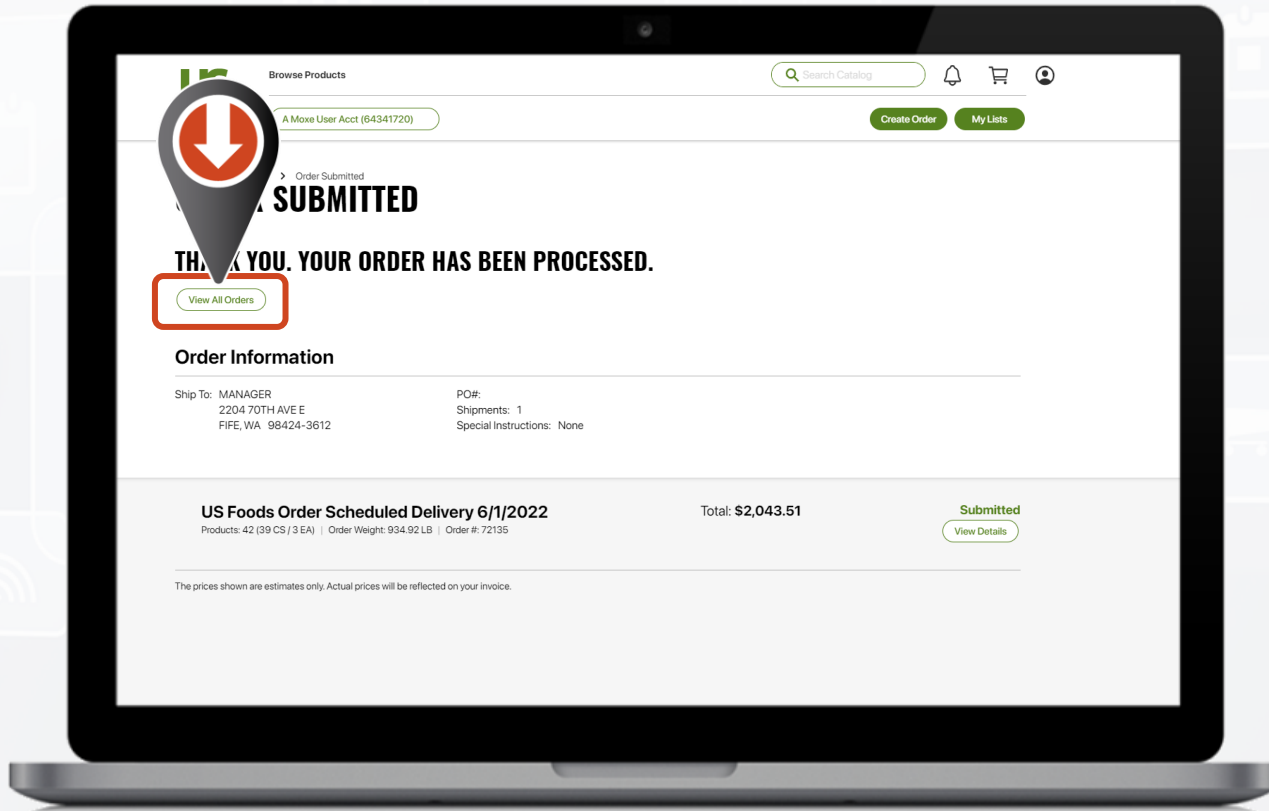 Browse Products
Search Catalog
A Moxe User Acct (64341720)
Create Order
My Lists
> Order Submitted
SUBMITTED
YOU. YOUR ORDER HAS BEEN PROCESSED.
View All Orders
Order Information
Ship To: MANAGER
2204 70TH AVE E
FIFE, WA 98424-3612
PO#:
Shipments: 1
Special Instructions: None
US Foods Order Scheduled Delivery 6/1/2022
Products: 42 (39 CS / 3 EA) | Order Weight: 934.92 LB | Order #: 72135
Total: $2,043.51
Submitted
View Details
The prices shown are estimates only. Actual prices will be reflected on your invoice.